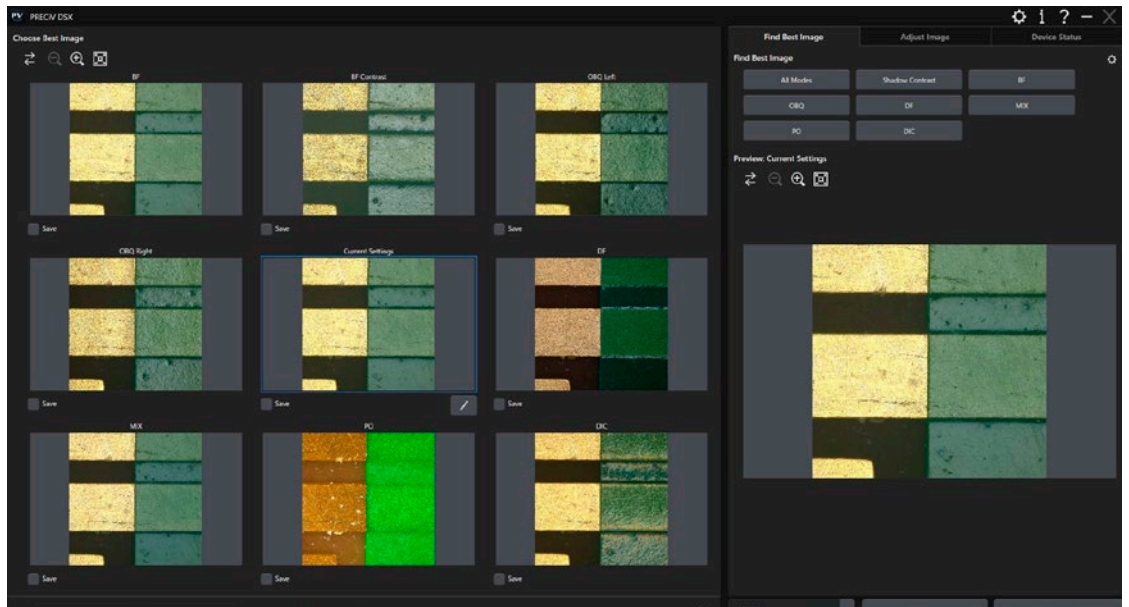 PV PRECiV DSX
Choose Best Image
BF
BF Contrast
OBQ Left
Save
Save
Save
OBQ Right
Current Settings
DF
Save
Save
Save
MIX
PO
DIC
Save
Save
Save
Find Best Image
Adjust Image
Device Status
Find Best Image
All Modes
Shadow Contrast
BF
OBQ
DF
MIX
PO
DIC
Preview: Current Settings